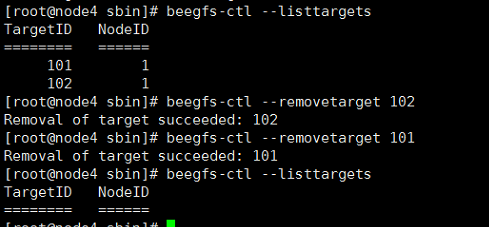 [root@node4 sbin]# beegfs-ctl --listtargets
TargetID   NodeID
========   ======
     101        1
     102        1
[root@node4 sbin]# beegfs-ctl --removetarget 102
Removal of target succeeded: 102
[root@node4 sbin]# beegfs-ctl --removetarget 101
Removal of target succeeded: 101
[root@node4 sbin]# beegfs-ctl --listtargets
TargetID   NodeID
========   ======
[root@node4 sbin]#